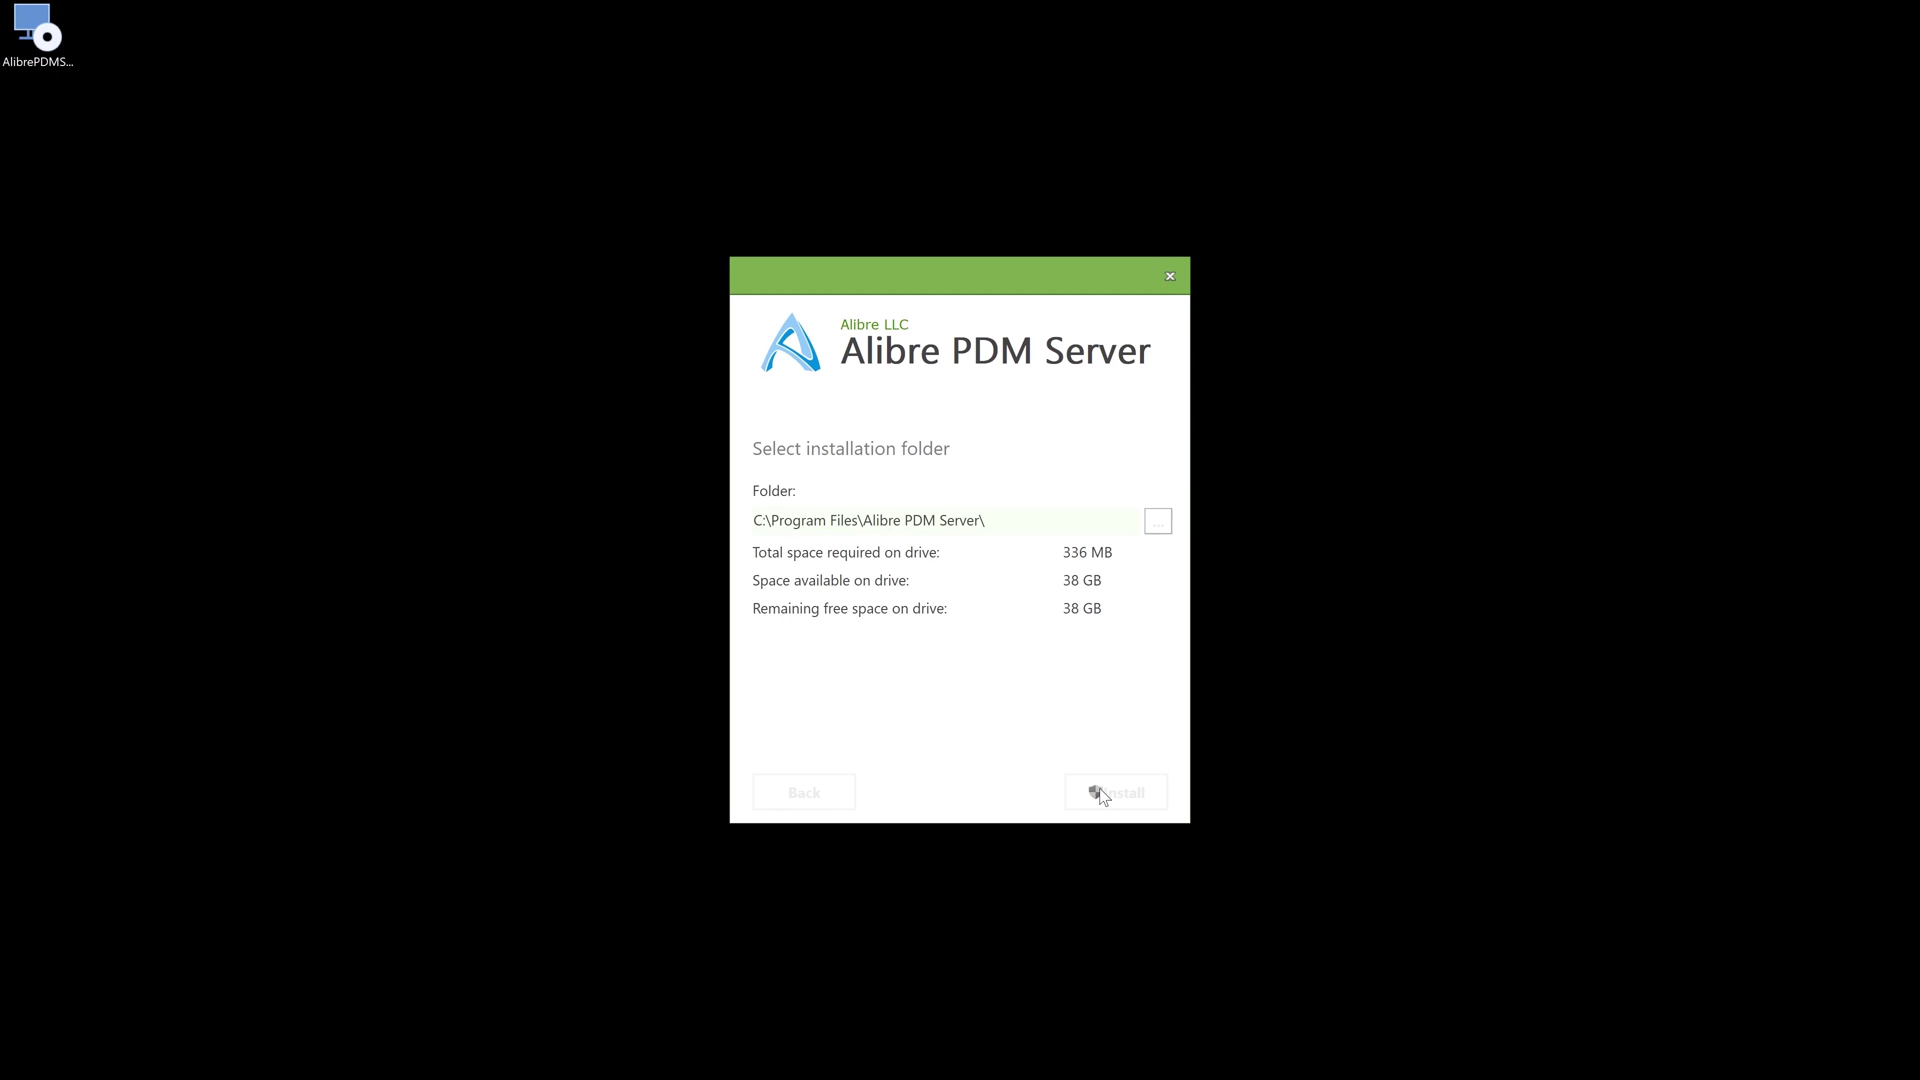 AlibrePDMS...
Alibre LLC
Alibre PDM Server
Select installation folder
Folder:
C:\Program Files\Alibre PDM Server\
...
Total space required on drive: 336 MB
Space available on drive: 38 GB
Remaining free space on drive: 38 GB
Back
Install